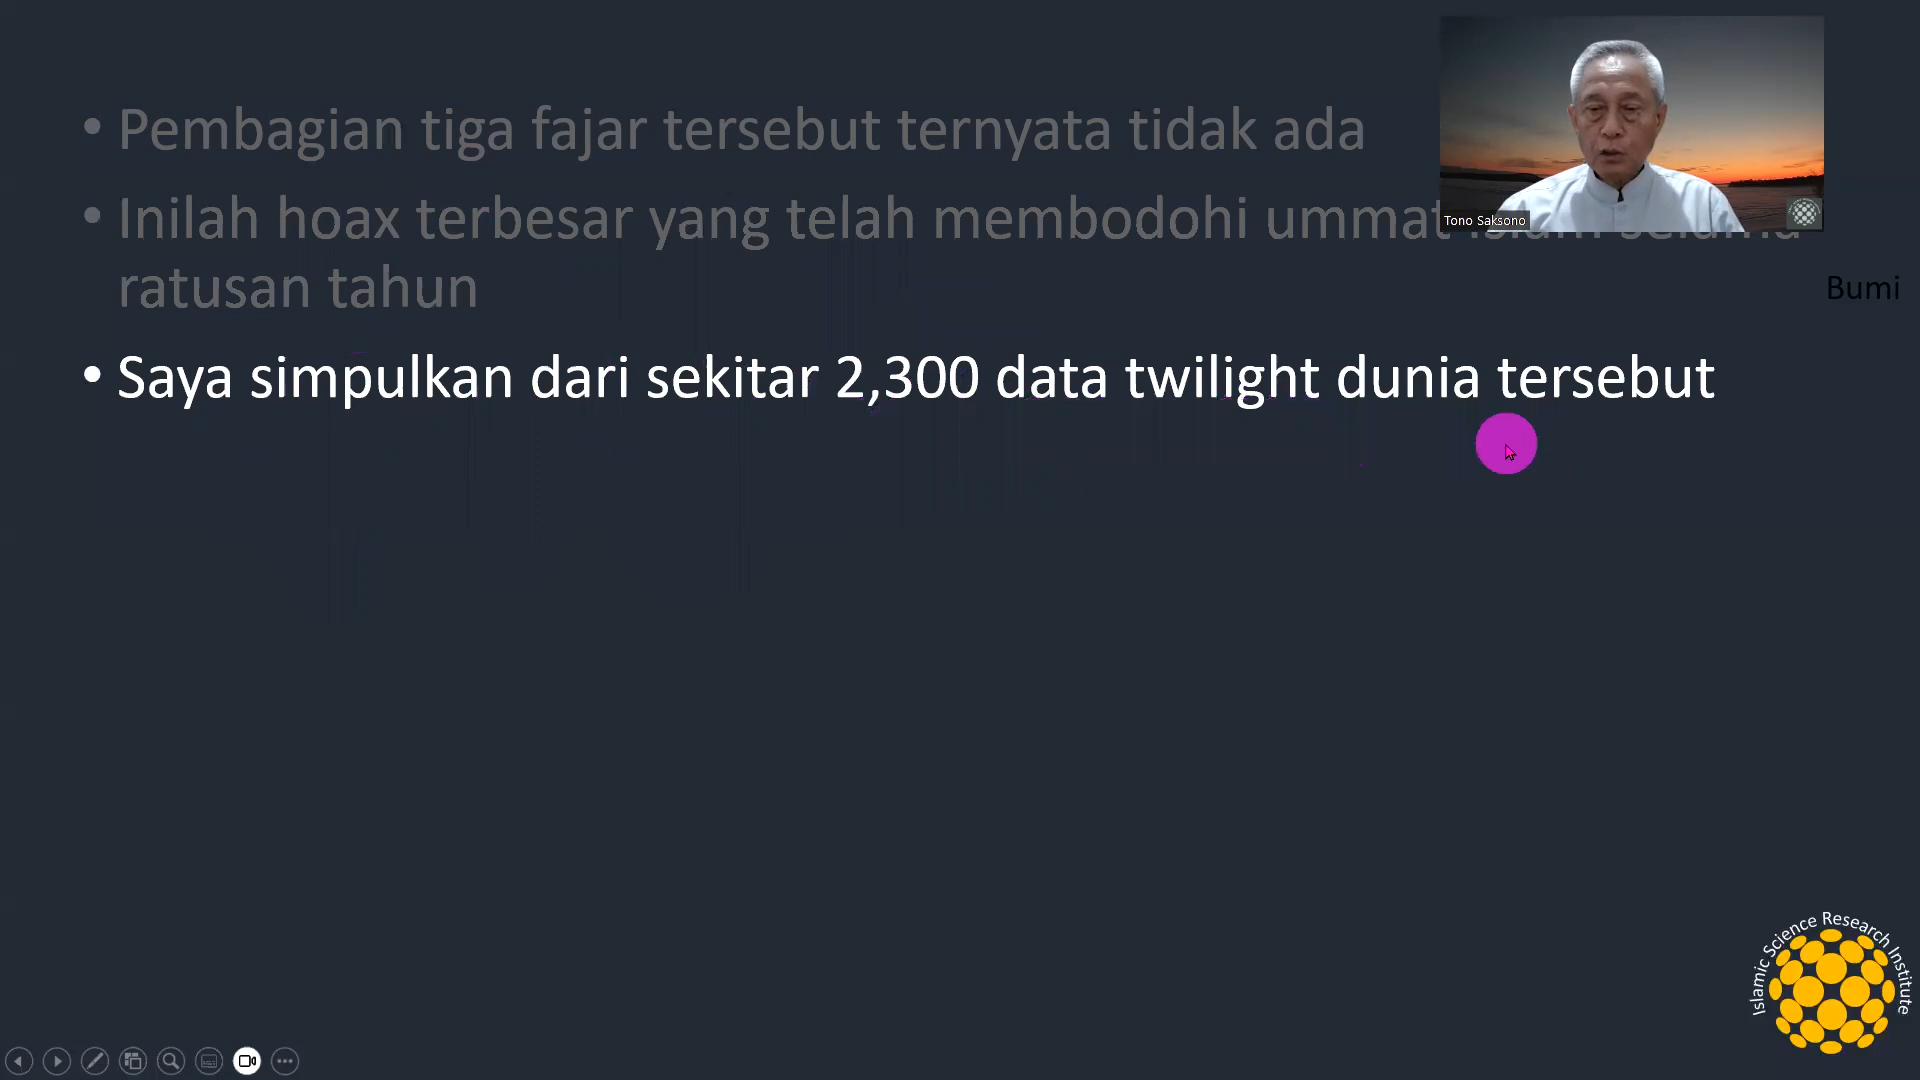 • Pembagian tiga fajar tersebut ternyata tidak ada
• Inilah hoax terbesar yang telah membodohi ummat
ratusan tahun
• Saya simpulkan dari sekitar 2,300 data twilight dunia tersebut
Tono Saksono
Bumi
Islamic Science Research Institute